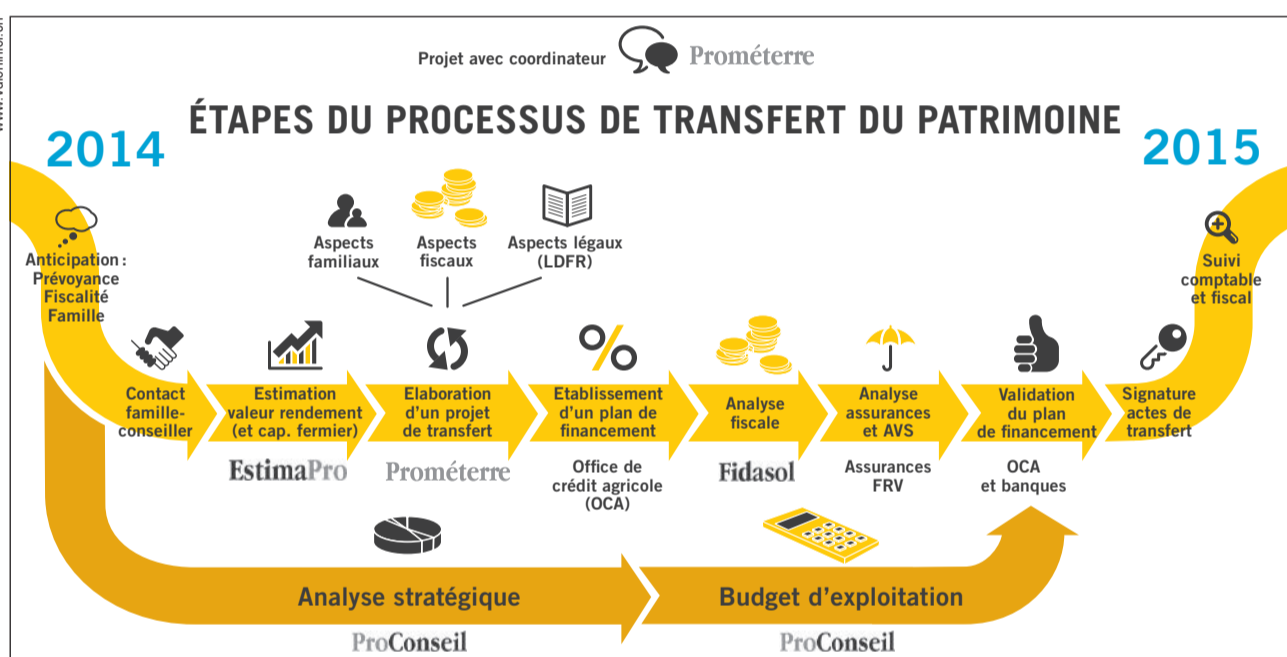 Projet avec coordinateur Prométerre
ÉTAPES DU PROCESSUS DE TRANSFERT DU PATRIMOINE
2014
2015
Aspects
familiaux
Aspects
fiscaux
Aspects légaux
(LDFR)
Anticipation :
Prévoyance
Fiscalité
Famille
Suivi
comptable
et fiscal
Contact
famille-
conseiller
Estimation
valeur rendement
(et cap. fermier)
Elaboration
d'un projet
de transfert
Etablissement
d'un plan de
financement
Analyse
fiscale
Analyse
assurances
et AVS
Validation
du plan
de financement
Signature
actes de
transfert
EstimaPro
Prométerre
Office de
crédit agricole
(OCA)
Fidasol
Assurances
FRV
OCA
et banques
Analyse stratégique
Budget d'exploitation
ProConseil
ProConseil